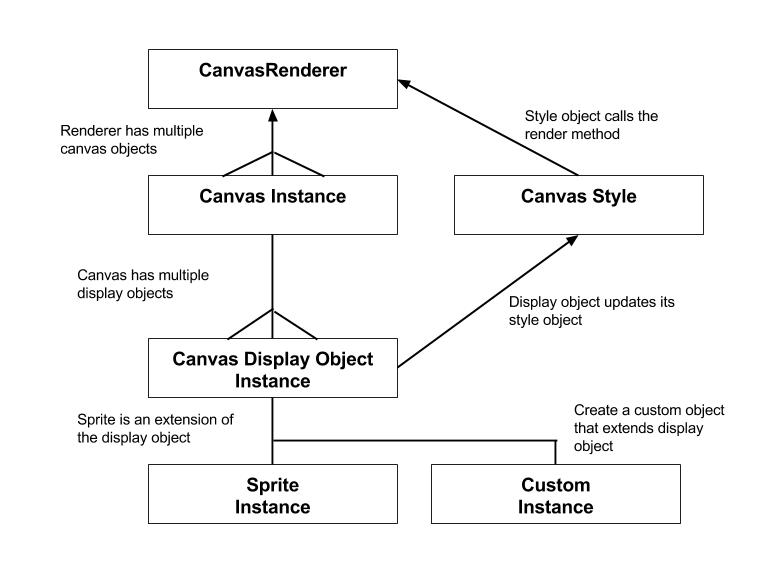 CanvasRenderer
Renderer has multiple
canvas objects
Style object calls the
render method
Canvas Instance
Canvas Style
Canvas has multiple
display objects
Display object updates its
style object
Canvas Display Object
Instance
Sprite is an extension of
the display object
Create a custom object
that extends display
object
Sprite
Instance
Custom
Instance